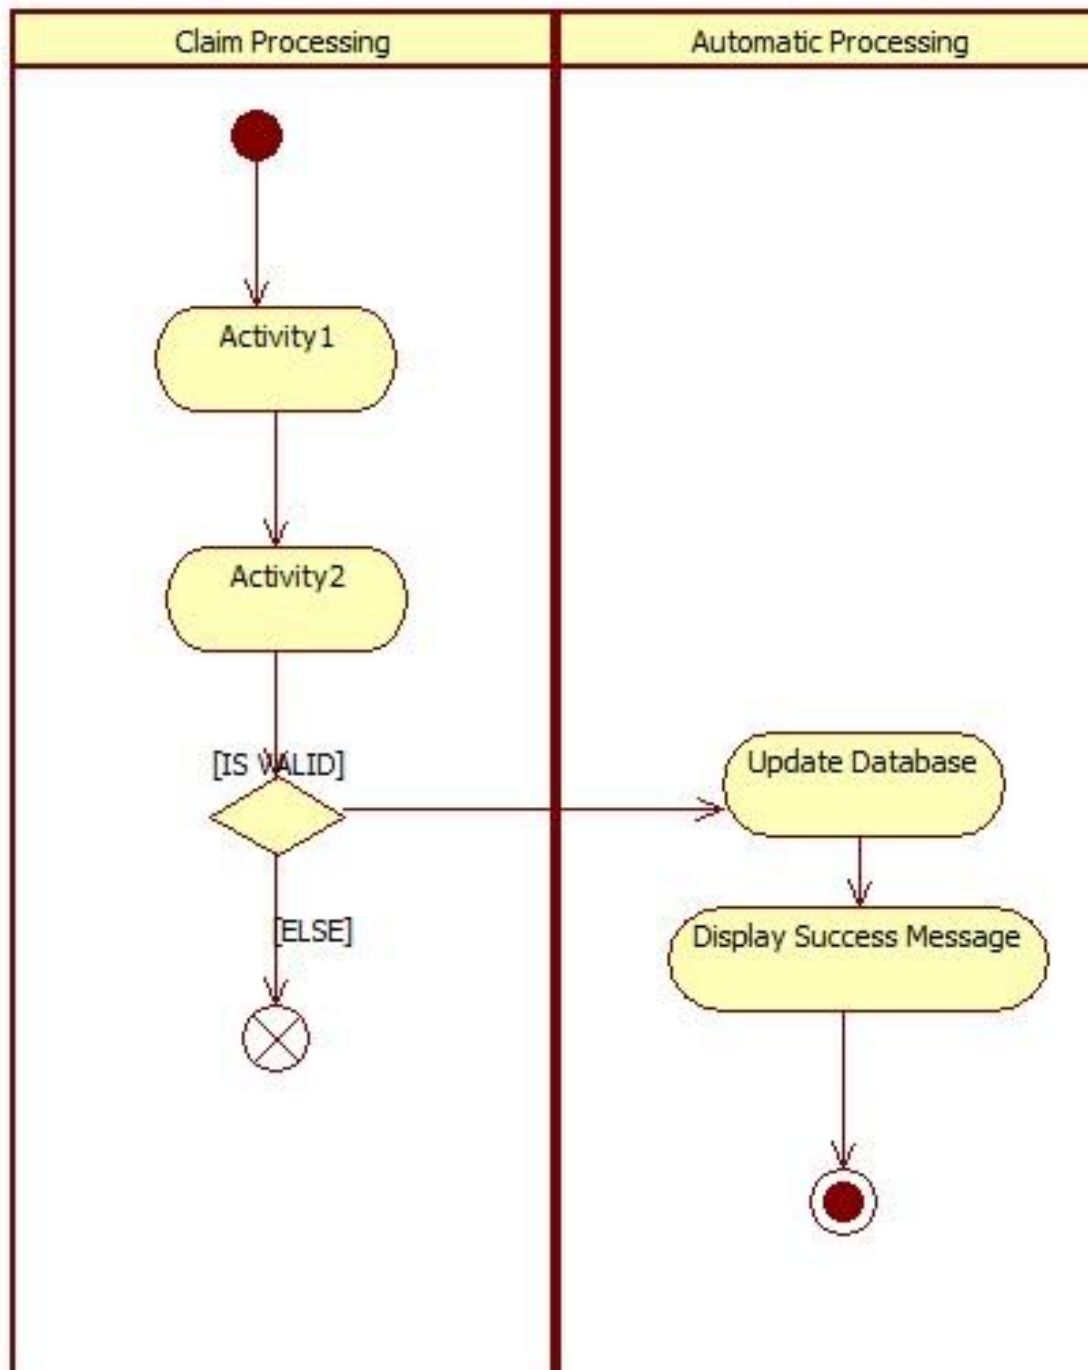 Claim Processing
Automatic Processing
Activity1
Activity2
[IS VALID]
Update Database
[ELSE]
Display Success Message